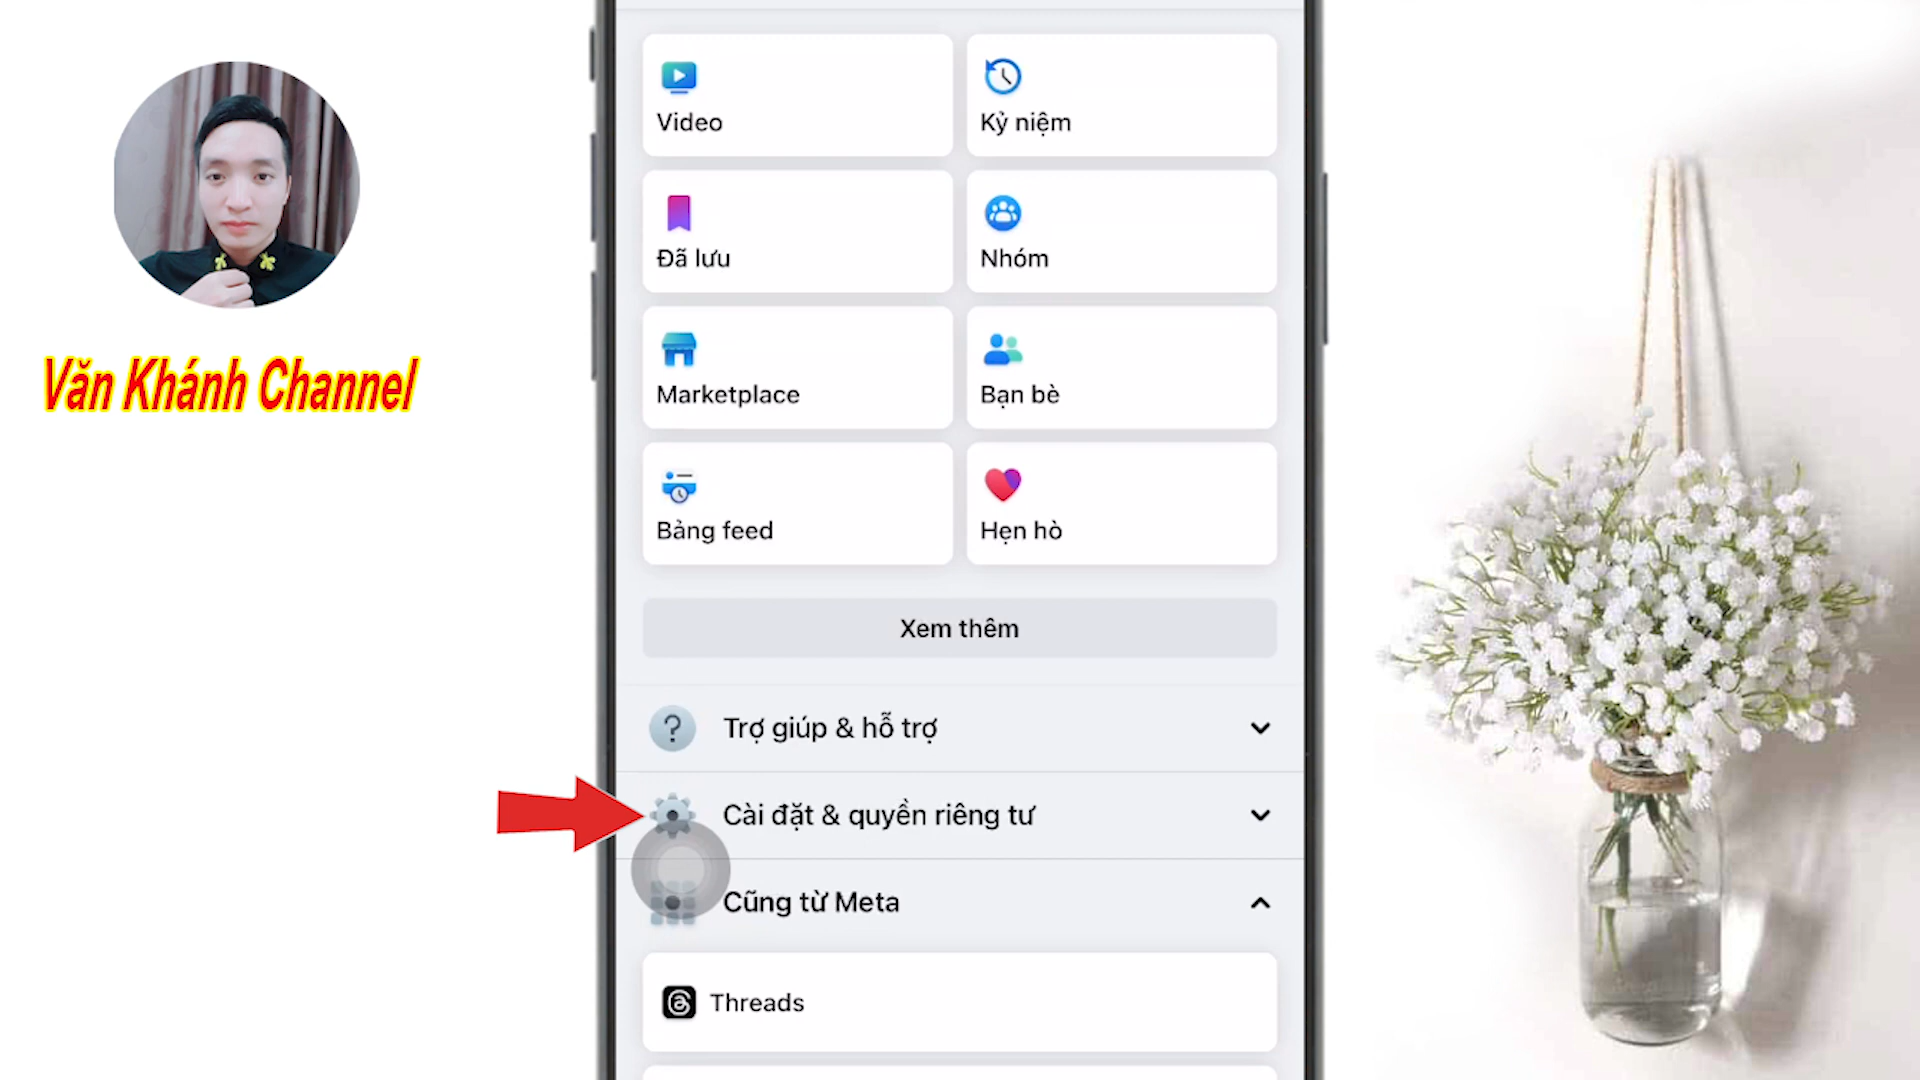 Văn Khánh Channel
Video
Kỷ niệm
Đã lưu
Nhóm
Marketplace
Bạn bè
Bảng feed
Hẹn hò
Xem thêm
Trợ giúp & hỗ trợ
Cài đặt & quyền riêng tư
Cũng từ Meta
Threads